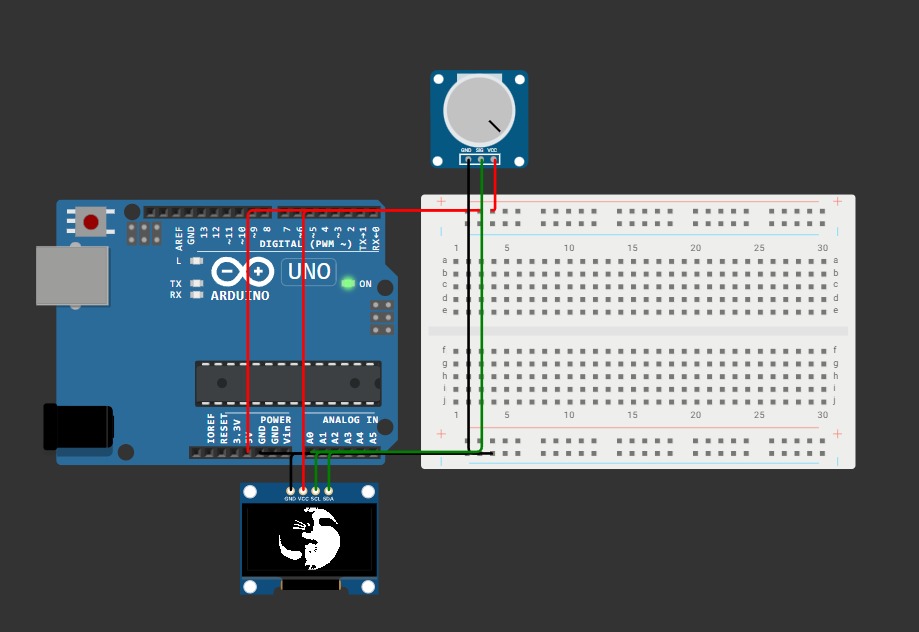 GND SIG VCC
AREF
GND
13
12
~11
~10
~9
8
7
~6
~5
4
~3
2
TX→1
RX←0
DIGITAL (PWM ~)
L
TX
RX
ARDUINO
UNO
ON
IOREF
RESET
3.3V
5V
GND
GND
Vin
POWER
ANALOG IN
A0
A1
A2
A3
A4
A5
GND VCC SCL SDA
+ +
1 5 10 15 20 25 30
a a
b b
c c
d d
e e
f f
g g
h h
i i
j j
1 5 10 15 20 25 30
+ +